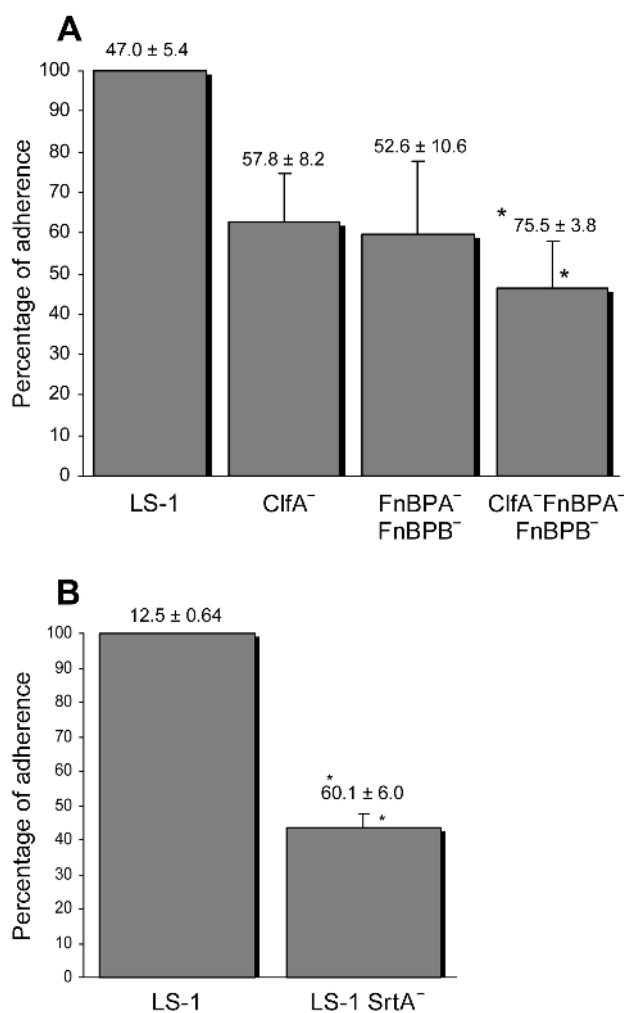 A
47.0 ± 5.4
57.8 ± 8.2
52.6 ± 10.6
*
75.5 ± 3.8
*
Percentage of adherence
100
90
80
70
60
50
40
30
20
10
0
LS-1
ClfA⁻
FnBPA⁻
FnBPB⁻
ClfA⁻FnBPA⁻
FnBPB⁻
B
12.5 ± 0.64
*
60.1 ± 6.0
*
Percentage of adherence
100
90
80
70
60
50
40
30
20
10
0
LS-1
LS-1 SrtA⁻